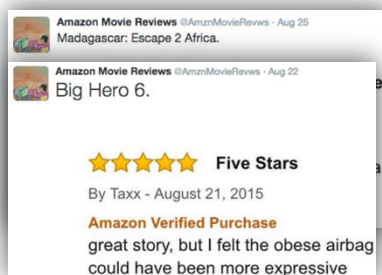 Amazon Movie Reviews @AmznMovieRevws · Aug 25
Madagascar: Escape 2 Africa.
Amazon Movie Reviews @AmznMovieRevws · Aug 22
Big Hero 6.
Five Stars
By Taxx - August 21, 2015
Amazon Verified Purchase
great story, but I felt the obese airbag
could have been more expressive